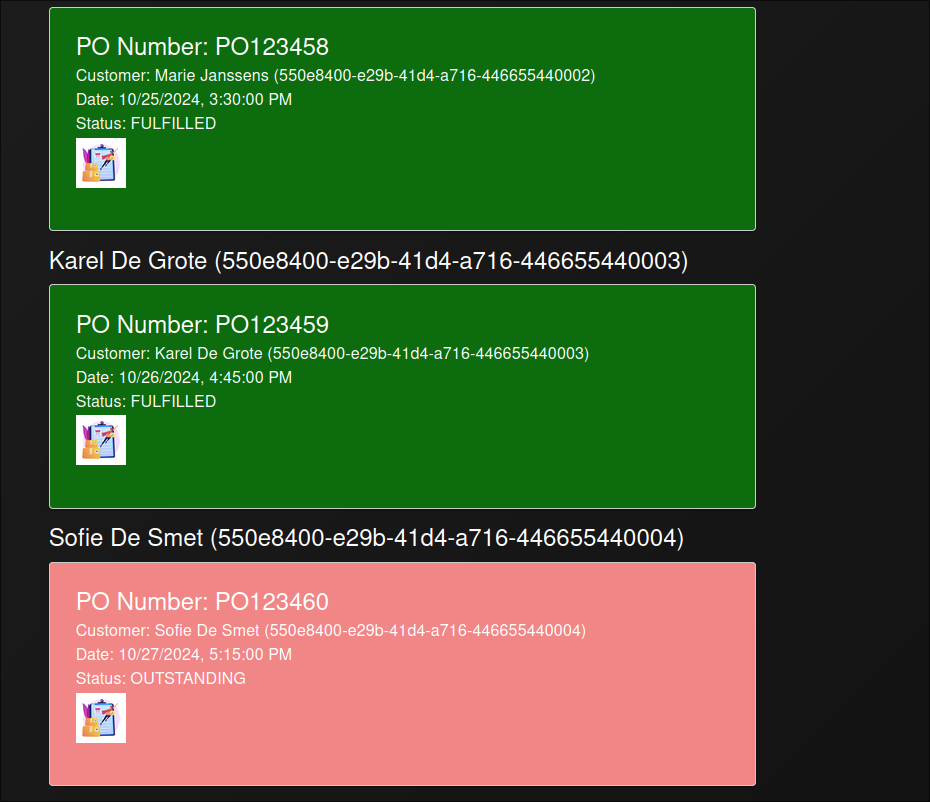 PO Number: PO123458
Customer: Marie Janssens (550e8400-e29b-41d4-a716-446655440002)
Date: 10/25/2024, 3:30:00 PM
Status: FULFILLED
Karel De Grote (550e8400-e29b-41d4-a716-446655440003)
PO Number: PO123459
Customer: Karel De Grote (550e8400-e29b-41d4-a716-446655440003)
Date: 10/26/2024, 4:45:00 PM
Status: FULFILLED
Sofie De Smet (550e8400-e29b-41d4-a716-446655440004)
PO Number: PO123460
Customer: Sofie De Smet (550e8400-e29b-41d4-a716-446655440004)
Date: 10/27/2024, 5:15:00 PM
Status: OUTSTANDING